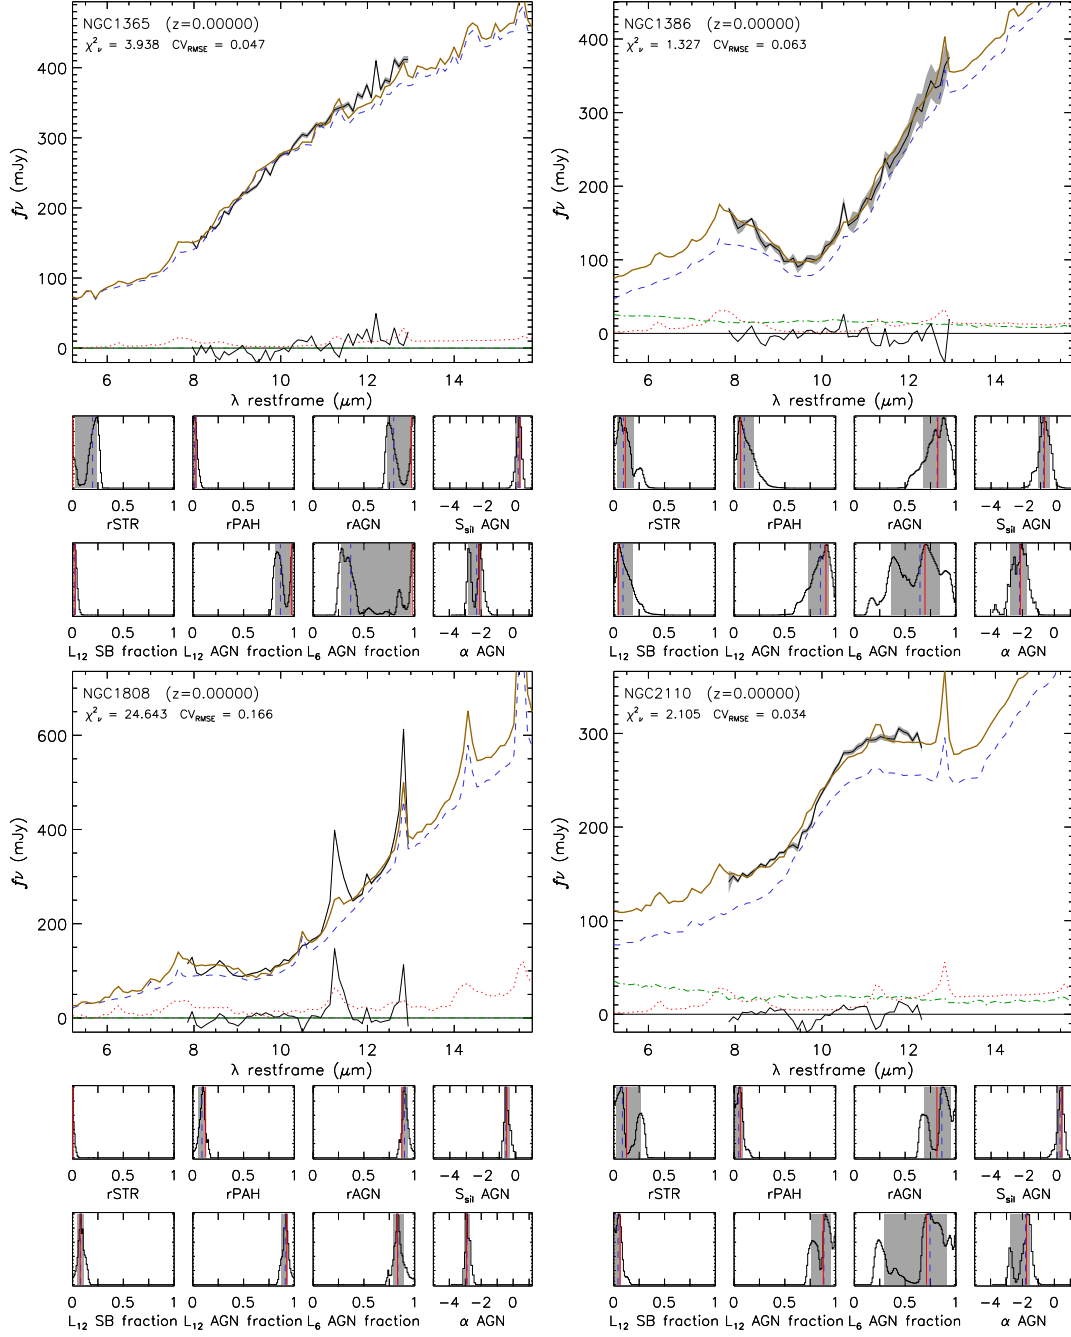 NGC1365 (z=0.00000)
χ²ᵥ = 3.938 CV_RMSE = 0.047
fν (mJy)
400
300
200
100
0
6 8 10 12 14
λ restframe (μm)
0 0.5 1
rSTR
0 0.5 1
rPAH
0 0.5 1
rAGN
−4 −2 0
S_sil AGN
0 0.5 1
L₁₂ SB fraction
0 0.5 1
L₁₂ AGN fraction
0 0.5 1
L₆ AGN fraction
−4 −2 0
α AGN
NGC1386 (z=0.00000)
χ²ᵥ = 1.327 CV_RMSE = 0.063
fν (mJy)
400
300
200
100
0
6 8 10 12 14
λ restframe (μm)
0 0.5 1
rSTR
0 0.5 1
rPAH
0 0.5 1
rAGN
−4 −2 0
S_sil AGN
0 0.5 1
L₁₂ SB fraction
0 0.5 1
L₁₂ AGN fraction
0 0.5 1
L₆ AGN fraction
−4 −2 0
α AGN
NGC1808 (z=0.00000)
χ²ᵥ = 24.643 CV_RMSE = 0.166
fν (mJy)
600
400
200
0
6 8 10 12 14
λ restframe (μm)
0 0.5 1
rSTR
0 0.5 1
rPAH
0 0.5 1
rAGN
−4 −2 0
S_sil AGN
0 0.5 1
L₁₂ SB fraction
0 0.5 1
L₁₂ AGN fraction
0 0.5 1
L₆ AGN fraction
−4 −2 0
α AGN
NGC2110 (z=0.00000)
χ²ᵥ = 2.105 CV_RMSE = 0.034
fν (mJy)
300
200
100
0
6 8 10 12 14
λ restframe (μm)
0 0.5 1
rSTR
0 0.5 1
rPAH
0 0.5 1
rAGN
−4 −2 0
S_sil AGN
0 0.5 1
L₁₂ SB fraction
0 0.5 1
L₁₂ AGN fraction
0 0.5 1
L₆ AGN fraction
−4 −2 0
α AGN